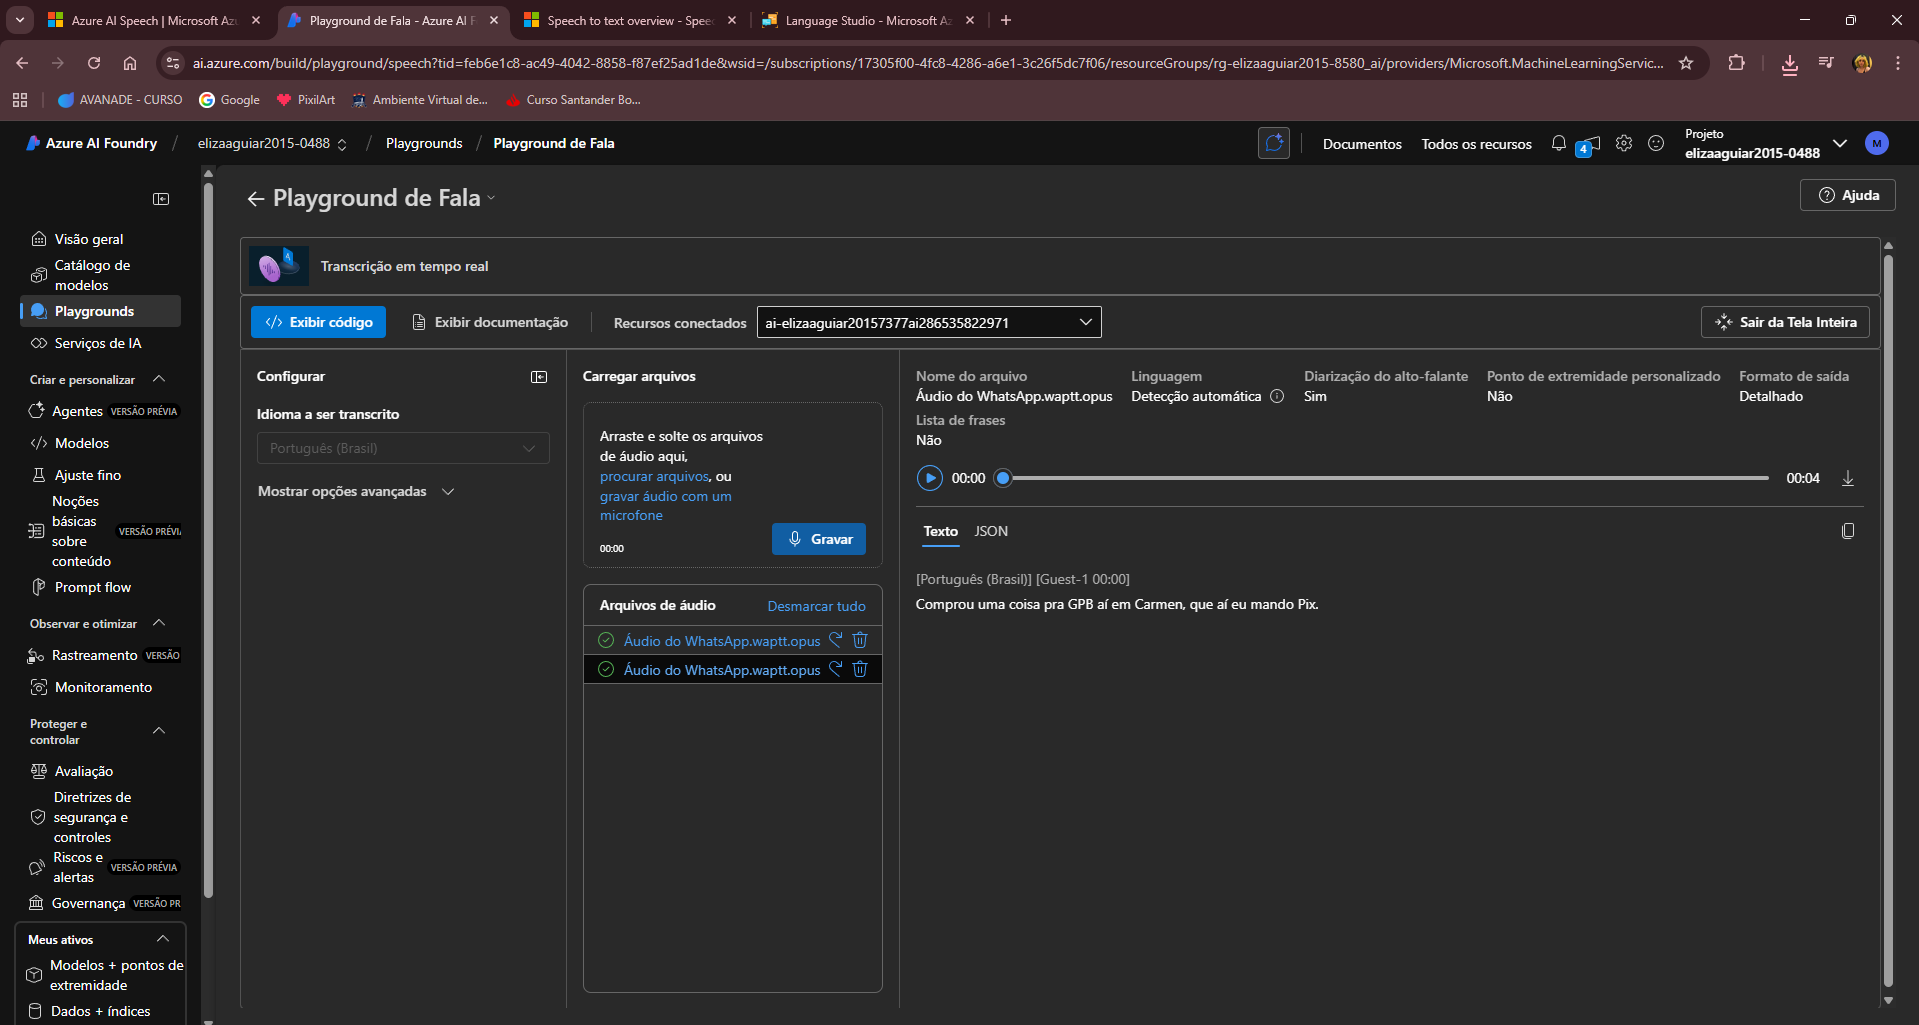 Azure AI Speech | Microsoft Azu
Playground de Fala - Azure AI F
Speech to text overview - Speec
Language Studio - Microsoft Az
ai.azure.com/build/playground/speech?tid=feb6e1c8-ac49-4042-8858-f87ef25ad1de&wsid=/subscriptions/17305f00-4fc8-4286-a6e1-3c26f5dc7f06/resourceGroups/rg-elizaaguiar2015-8580_ai/providers/Microsoft.MachineLearningServic...
AVANADE - CURSO
Google
PixilArt
Ambiente Virtual de...
Curso Santander Bo...
Azure AI Foundry / elizaaguiar2015-0488 / Playgrounds / Playground de Fala
Documentos
Todos os recursos
4
Projeto
elizaaguiar2015-0488
M
Playground de Fala
Ajuda
Visão geral
Catálogo de
modelos
Playgrounds
Serviços de IA
Criar e personalizar
Agentes VERSÃO PRÉVIA
Modelos
Ajuste fino
Noções
básicas
sobre
conteúdo
VERSÃO PRÉVIA
Prompt flow
Observar e otimizar
Rastreamento VERSÃO
Monitoramento
Proteger e
controlar
Avaliação
Diretrizes de
segurança e
controles
Riscos e
alertas
VERSÃO PRÉVIA
Governança VERSÃO PR
Meus ativos
Modelos + pontos de
extremidade
Dados + índices
Transcrição em tempo real
Exibir código
Exibir documentação
Recursos conectados
ai-elizaaguiar20157377ai286535822971
Sair da Tela Inteira
Configurar
Idioma a ser transcrito
Português (Brasil)
Mostrar opções avançadas
Carregar arquivos
Arraste e solte os arquivos
de áudio aqui,
procurar arquivos, ou
gravar áudio com um
microfone
00:00
Gravar
Arquivos de áudio
Desmarcar tudo
Áudio do WhatsApp.waptt.opus
Áudio do WhatsApp.waptt.opus
Nome do arquivo
Áudio do WhatsApp.waptt.opus
Linguagem
Detecção automática
Diarização do alto-falante
Sim
Ponto de extremidade personalizado
Não
Formato de saída
Detalhado
Lista de frases
Não
00:00
00:04
Texto
JSON
[Português (Brasil)] [Guest-1 00:00]
Comprou uma coisa pra GPB aí em Carmen, que aí eu mando Pix.